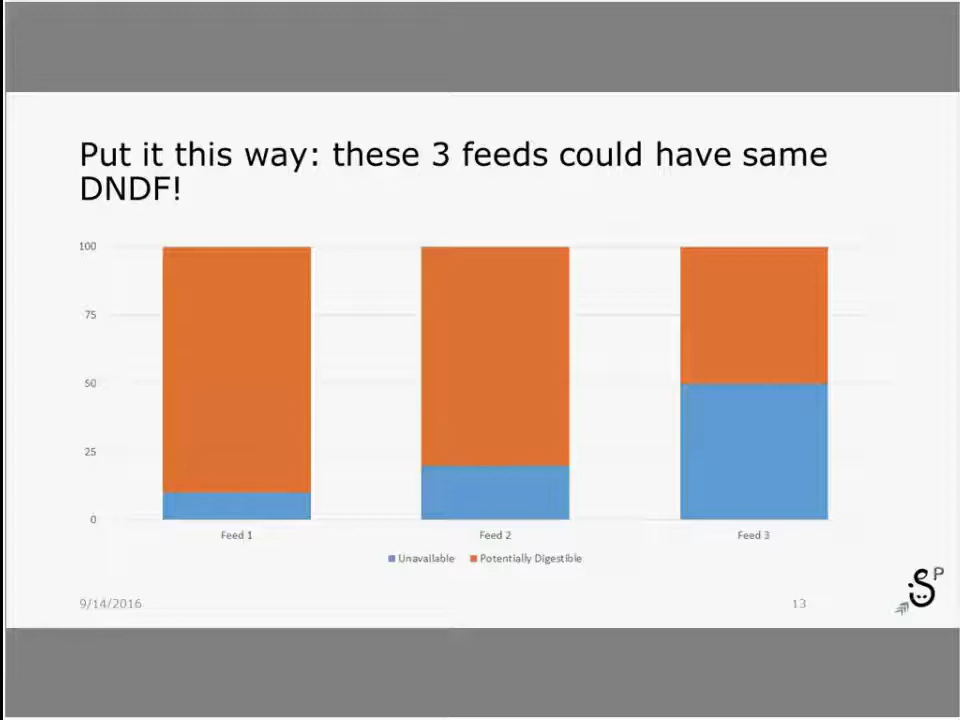 Put it this way: these 3 feeds could have same
DNDF!
100
75
50
25
0
Feed 1
Feed 2
Feed 3
Unavailable
Potentially Digestible
9/14/2016
13
S P